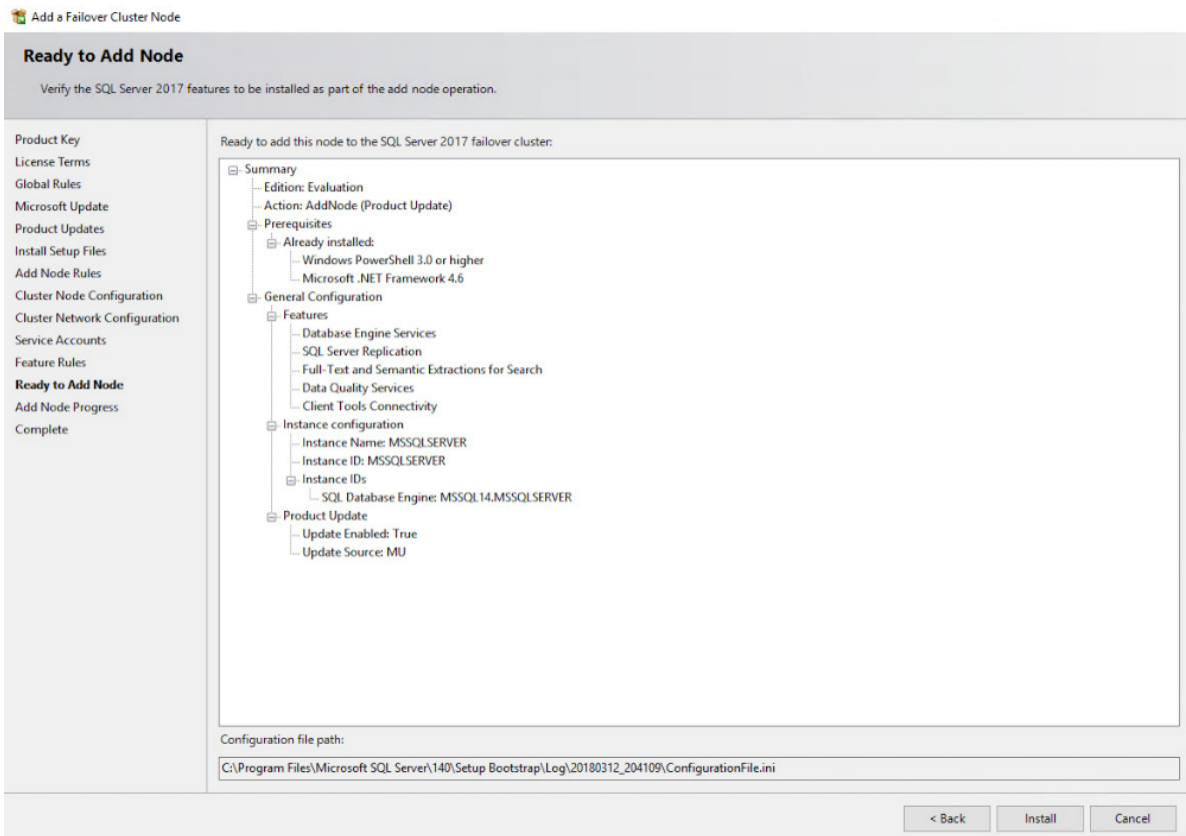 Add a Failover Cluster Node
Ready to Add Node
Verify the SQL Server 2017 features to be installed as part of the add node operation.
Product Key
License Terms
Global Rules
Microsoft Update
Product Updates
Install Setup Files
Add Node Rules
Cluster Node Configuration
Cluster Network Configuration
Service Accounts
Feature Rules
Ready to Add Node
Add Node Progress
Complete
Ready to add this node to the SQL Server 2017 failover cluster:
Summary
Edition: Evaluation
Action: AddNode (Product Update)
Prerequisites
Already installed:
Windows PowerShell 3.0 or higher
Microsoft .NET Framework 4.6
General Configuration
Features
Database Engine Services
SQL Server Replication
Full-Text and Semantic Extractions for Search
Data Quality Services
Client Tools Connectivity
Instance configuration
Instance Name: MSSQLSERVER
Instance ID: MSSQLSERVER
Instance IDs
SQL Database Engine: MSSQL14.MSSQLSERVER
Product Update
Update Enabled: True
Update Source: MU
Configuration file path:
C:\Program Files\Microsoft SQL Server\140\Setup Bootstrap\Log\20180312_204109\ConfigurationFile.ini
< Back
Install
Cancel